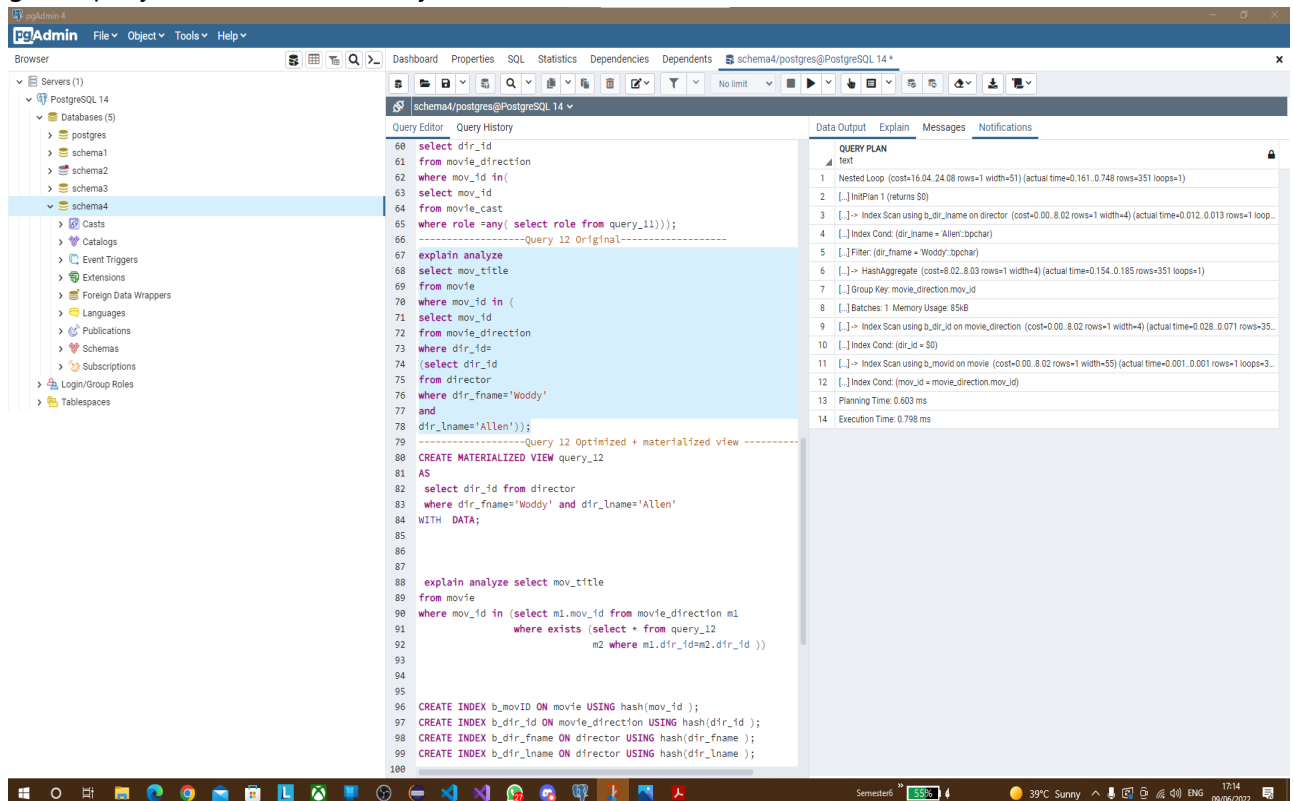 pgAdmin 4
pgAdmin File Object Tools Help
Browser
Servers (1)
PostgreSQL 14
Databases (5)
postgres
schema1
schema2
schema3
schema4
Casts
Catalogs
Event Triggers
Extensions
Foreign Data Wrappers
Languages
Publications
Schemas
Subscriptions
Login/Group Roles
Tablespaces
Dashboard Properties SQL Statistics Dependencies Dependents schema4/postgres@PostgreSQL 14 *
No limit
schema4/postgres@PostgreSQL 14
Query Editor Query History
60 select dir_id
61 from movie_direction
62 where mov_id in(
63 select mov_id
64 from movie_cast
65 where role =any( select role from query_11)));
66 -------------------Query 12 Original-------------------
67 explain analyze
68 select mov_title
69 from movie
70 where mov_id in (
71 select mov_id
72 from movie_direction
73 where dir_id=
74 (select dir_id
75 from director
76 where dir_fname='Woddy'
77 and
78 dir_lname='Allen'));
79 -------------------Query 12 Optimized + materialized view ----------
80 CREATE MATERIALIZED VIEW query_12
81 AS
82 select dir_id from director
83 where dir_fname='Woddy' and dir_lname='Allen'
84 WITH DATA;
85
86
87
88 explain analyze select mov_title
89 from movie
90 where mov_id in (select m1.mov_id from movie_direction m1
91 where exists (select * from query_12
92 m2 where m1.dir_id=m2.dir_id ))
93
94
95
96 CREATE INDEX b_movID ON movie USING hash(mov_id );
97 CREATE INDEX b_dir_id ON movie_direction USING hash(dir_id );
98 CREATE INDEX b_dir_fname ON director USING hash(dir_fname );
99 CREATE INDEX b_dir_lname ON director USING hash(dir_lname );
100
Data Output Explain Messages Notifications
QUERY PLAN
text
1 Nested Loop (cost=16.04..24.08 rows=1 width=51) (actual time=0.161..0.748 rows=351 loops=1)
2 [...] InitPlan 1 (returns $0)
3 [...] -> Index Scan using b_dir_lname on director (cost=0.00..8.02 rows=1 width=4) (actual time=0.012..0.013 rows=1 loop...
4 [...] Index Cond: (dir_lname = 'Allen'::bpchar)
5 [...] Filter: (dir_fname = 'Woddy'::bpchar)
6 [...] -> HashAggregate (cost=8.02..8.03 rows=1 width=4) (actual time=0.154..0.185 rows=351 loops=1)
7 [...] Group Key: movie_direction.mov_id
8 [...] Batches: 1 Memory Usage: 85kB
9 [...] -> Index Scan using b_dir_id on movie_direction (cost=0.00..8.02 rows=1 width=4) (actual time=0.028..0.071 rows=35...
10 [...] Index Cond: (dir_id = $0)
11 [...] -> Index Scan using b_movid on movie (cost=0.00..8.02 rows=1 width=55) (actual time=0.001..0.001 rows=1 loops=3...
12 [...] Index Cond: (mov_id = movie_direction.mov_id)
13 Planning Time: 0.603 ms
14 Execution Time: 0.798 ms
Semester6 55% 39°C Sunny ENG 17:14
09/06/2022